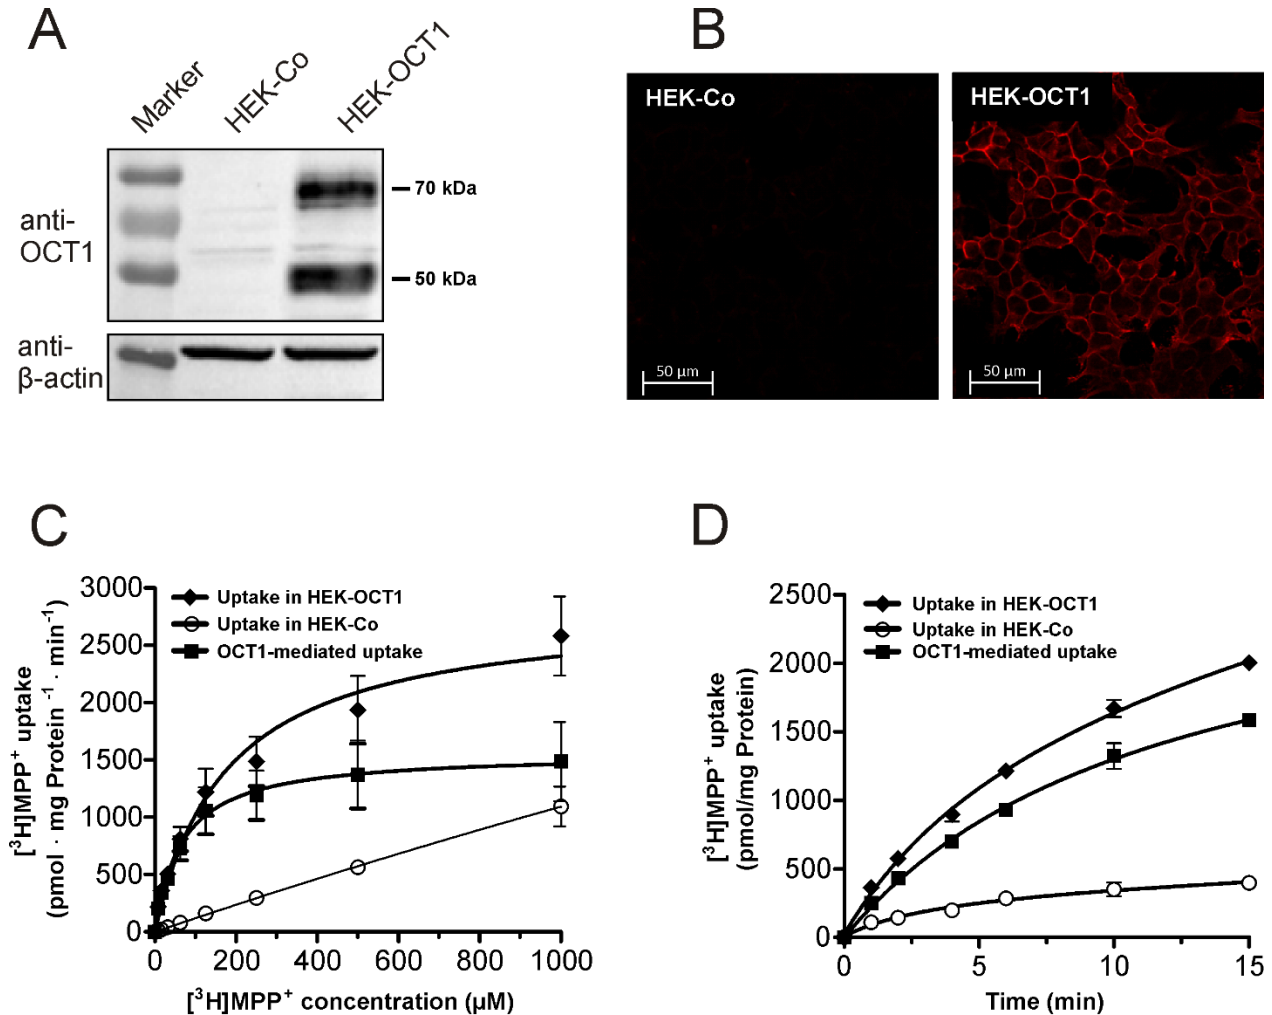 A
Marker
HEK-Co
HEK-OCT1
anti-
OCT1
70 kDa
50 kDa
anti-
β-actin
B
HEK-Co
50 µm
HEK-OCT1
50 µm
C
[³H]MPP⁺ uptake
(pmol · mg Protein ⁻¹ · min⁻¹)
3000
2500
2000
1500
1000
500
0
Uptake in HEK-OCT1
Uptake in HEK-Co
OCT1-mediated uptake
0 200 400 600 800 1000
[³H]MPP⁺ concentration (µM)
D
[³H]MPP⁺ uptake
(pmol/mg Protein)
2500
2000
1500
1000
500
0
Uptake in HEK-OCT1
Uptake in HEK-Co
OCT1-mediated uptake
0 5 10 15
Time (min)